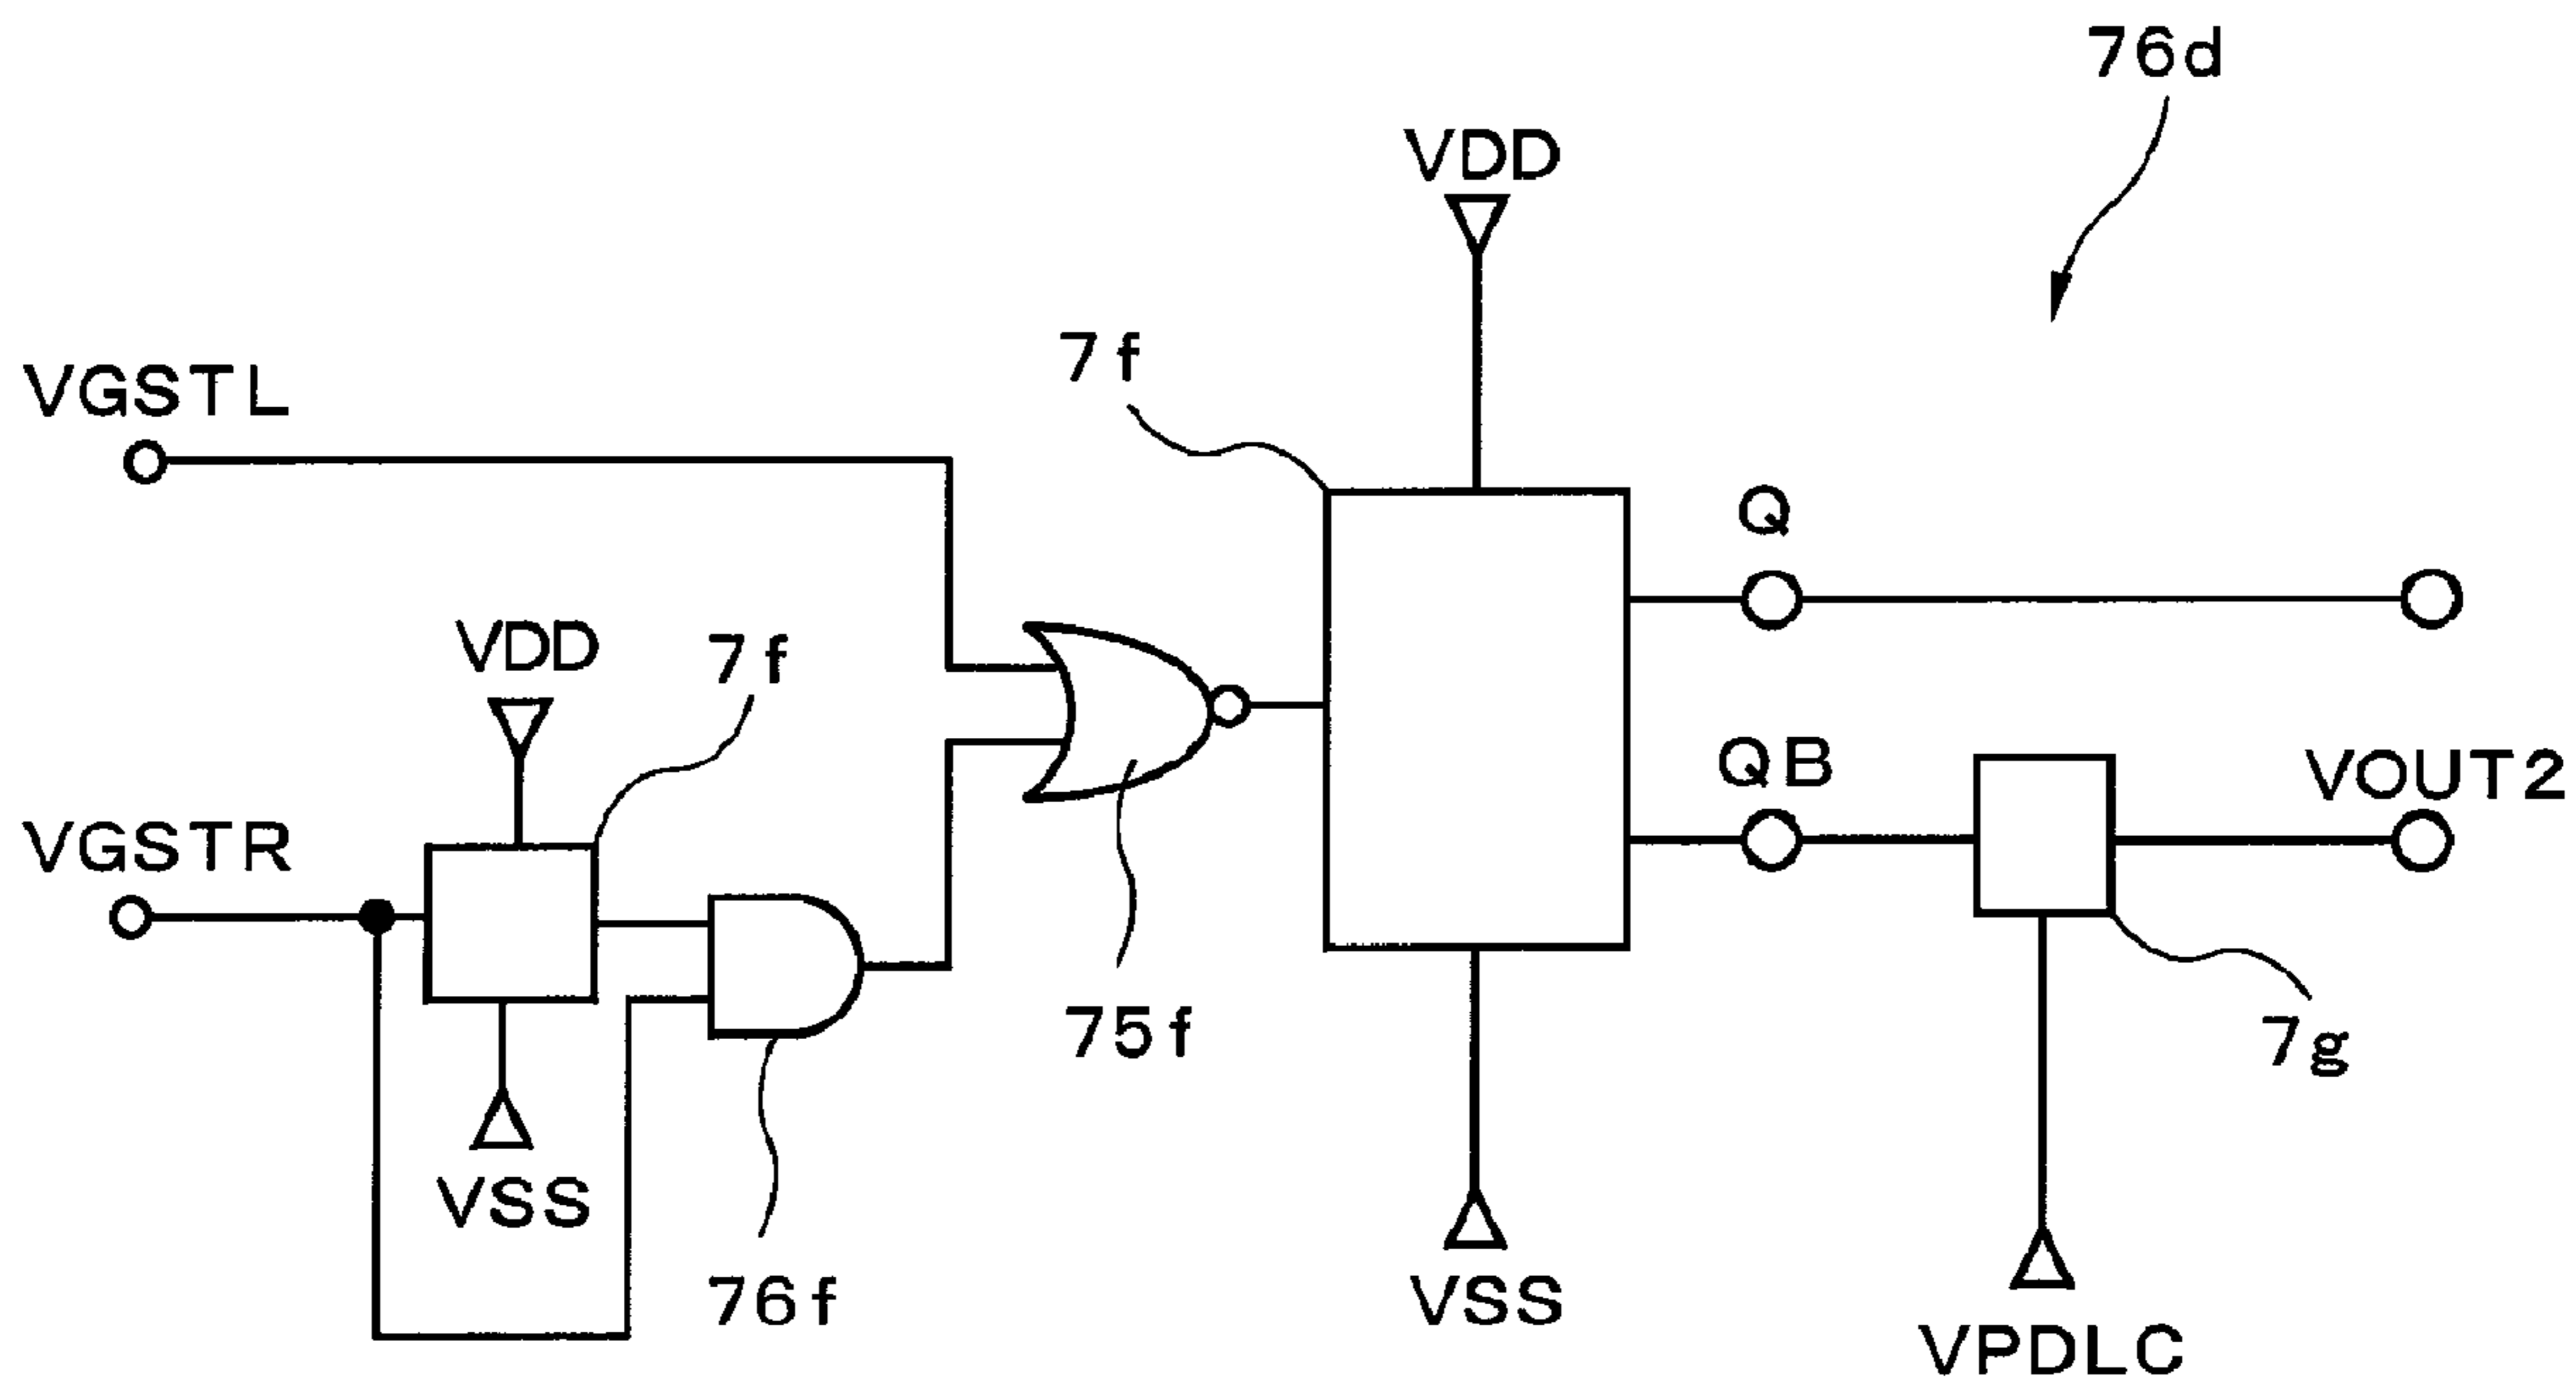 76d
VDD
7f
VGSTL
Q
VDD
7f
QB
VOUT2
VGSTR
75f
7g
VSS
76f
VSS
VPDLC